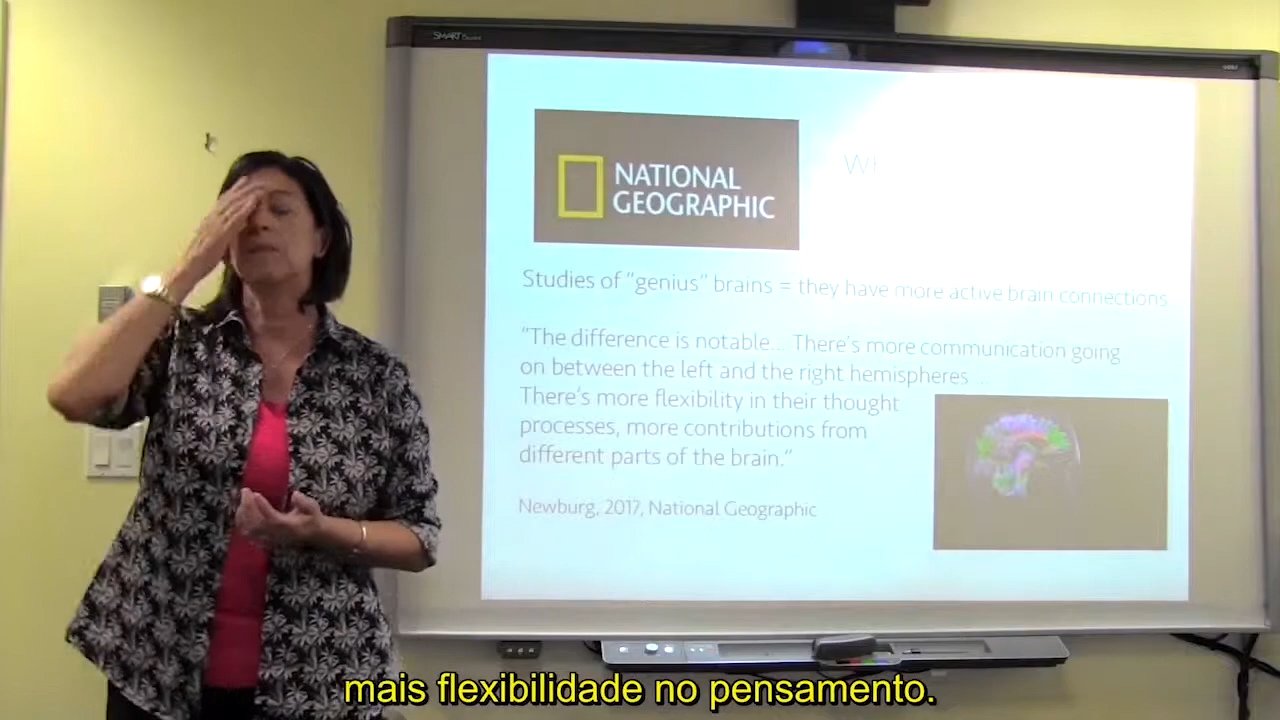 SMART
NATIONAL
GEOGRAPHIC
Studies of "genius" brains = they have more active brain connections
"The difference is notable... There's more communication going
on between the left and the right hemispheres...
There's more flexibility in their thought
processes, more contributions from
different parts of the brain."
Newburg, 2017, National Geographic
mais flexibilidade no pensamento.